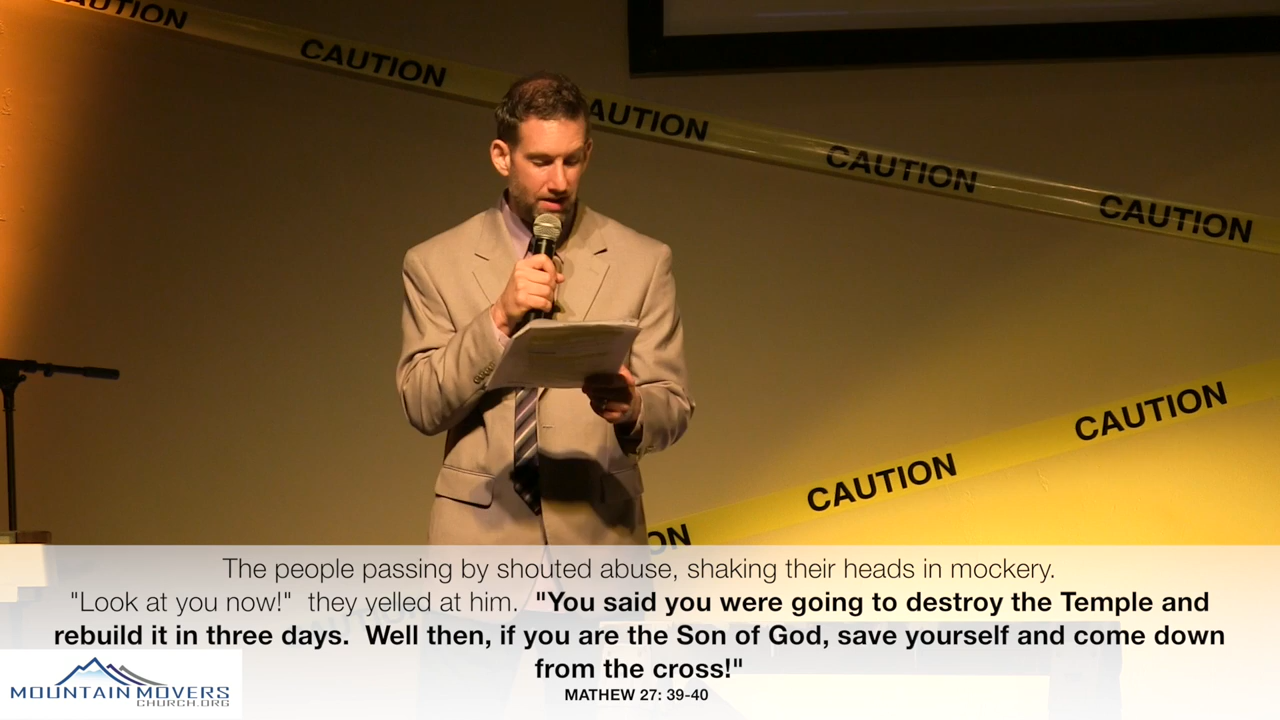 CAUTION
CAUTION
CAUTION
CAUTION
CAUTION
CAUTION
The people passing by shouted abuse, shaking their heads in mockery.
"Look at you now!"  they yelled at him.  "You said you were going to destroy the Temple and
rebuild it in three days.  Well then, if you are the Son of God, save yourself and come down
from the cross!"
MATHEW 27: 39-40
MOUNTAIN MOVERS
CHURCH.ORG